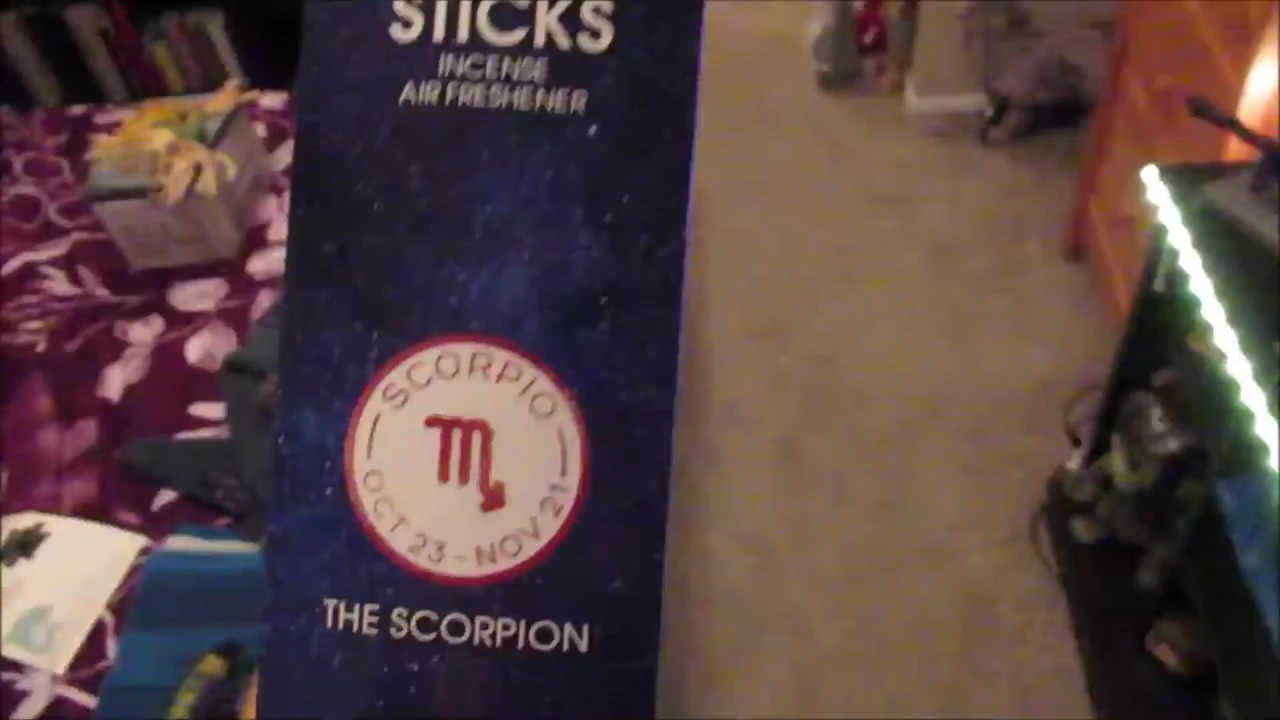 STICKS
INCENSE
AIR FRESHENER
SCORPIO
OCT 23 - NOV 21
THE SCORPION